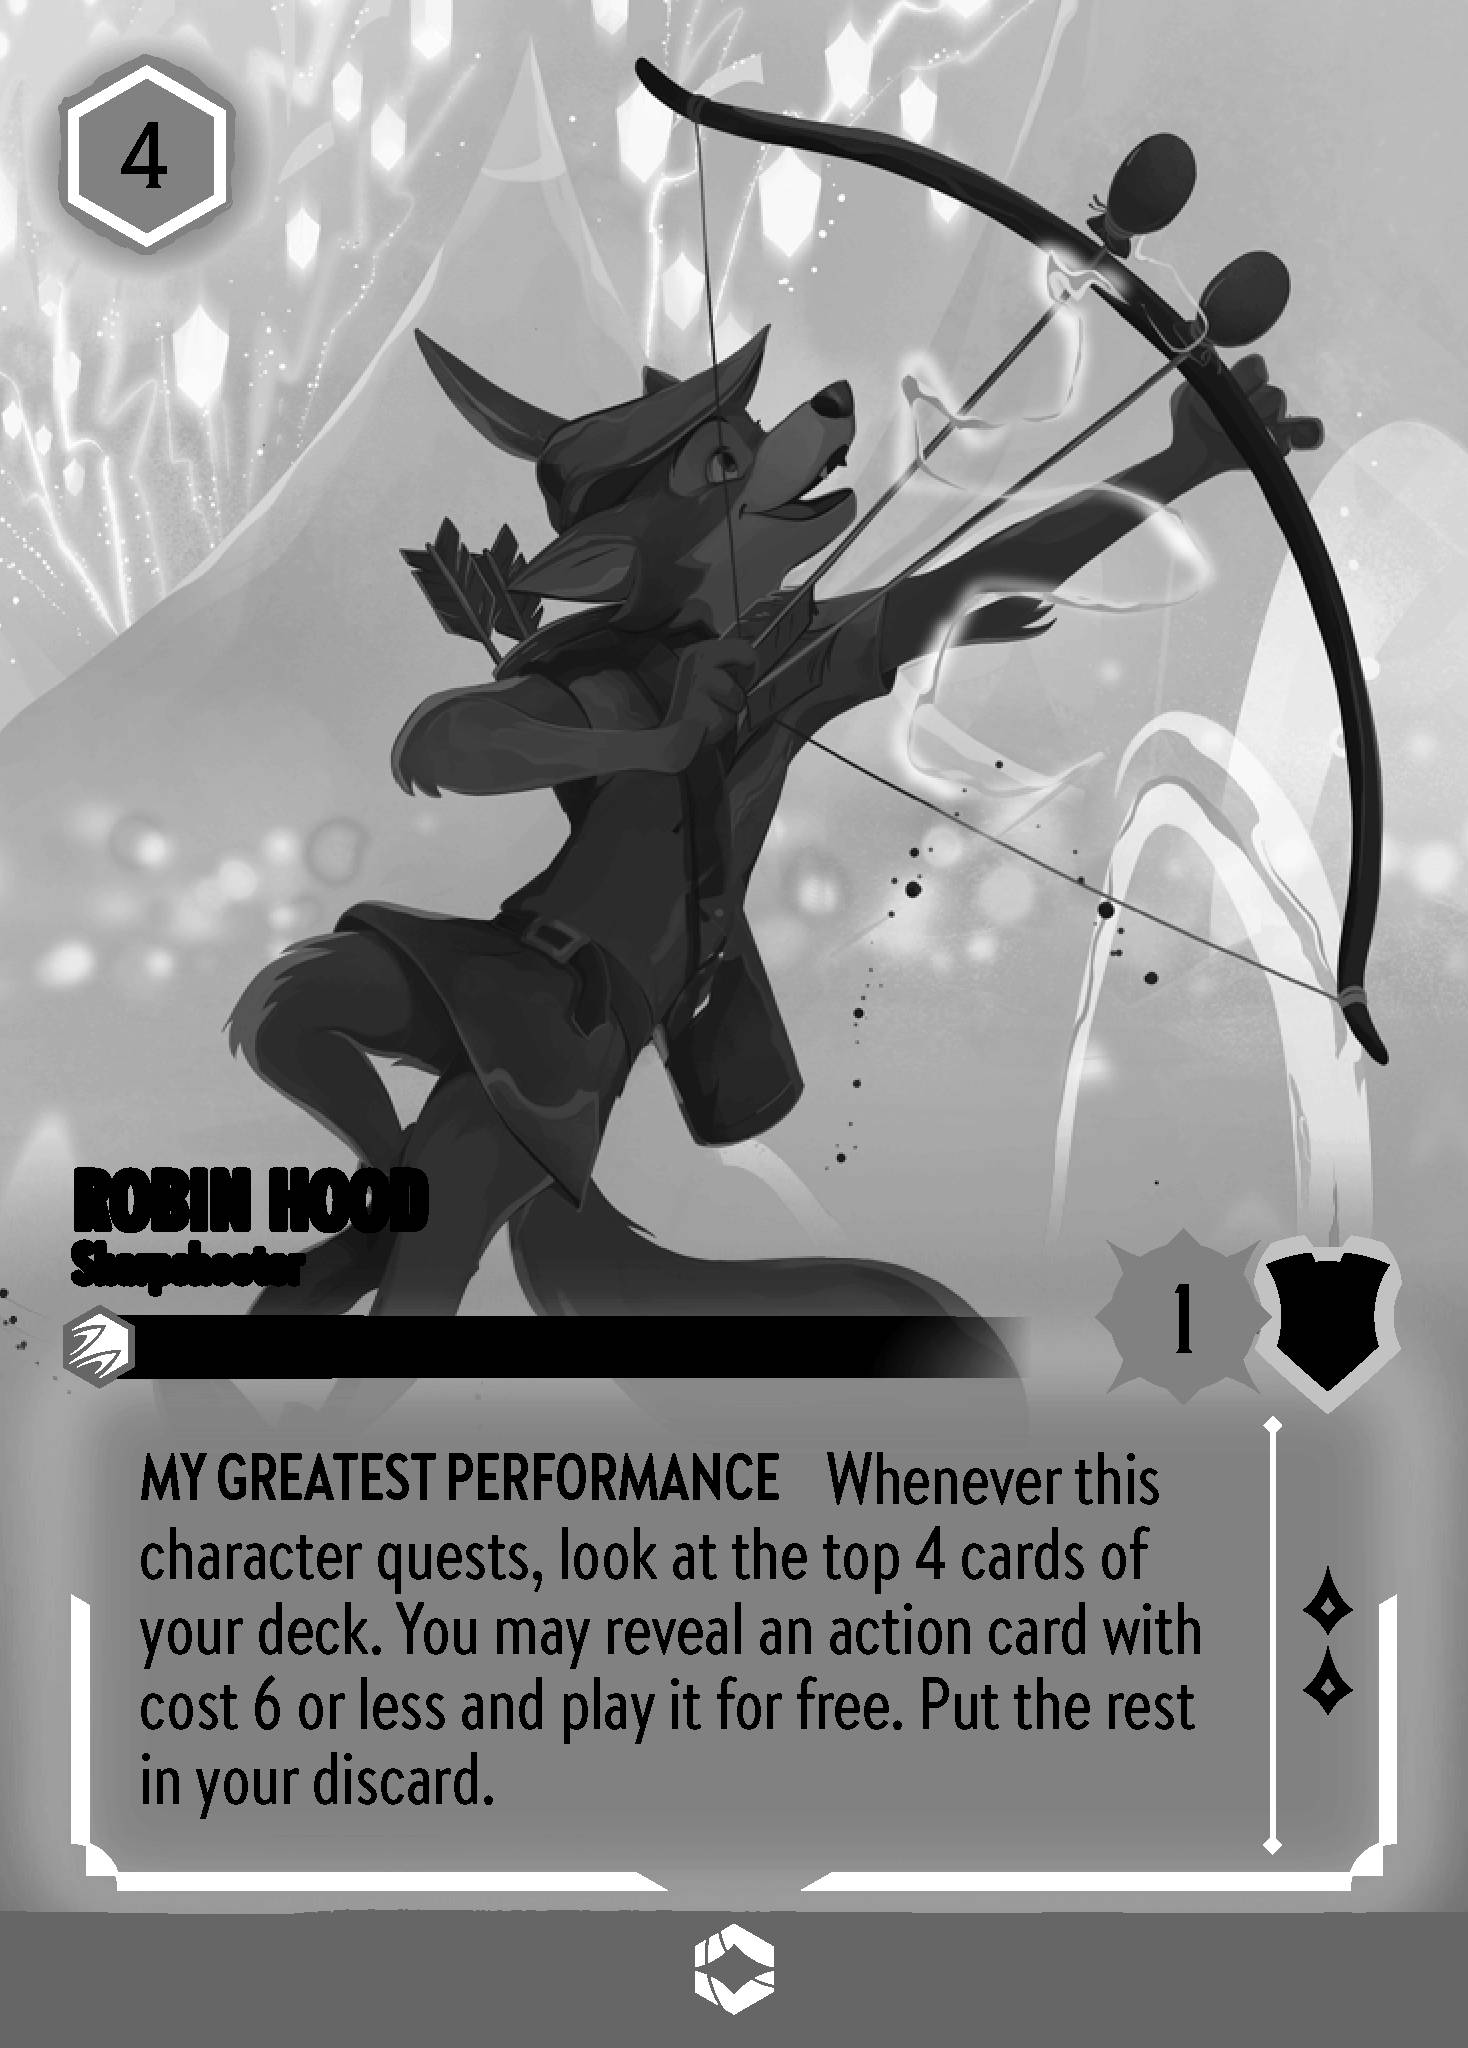 4
ROBIN HOOD
Sharpshooter
1
MY GREATEST PERFORMANCE Whenever this
character quests, look at the top 4 cards of
your deck. You may reveal an action card with
cost 6 or less and play it for free. Put the rest
in your discard.